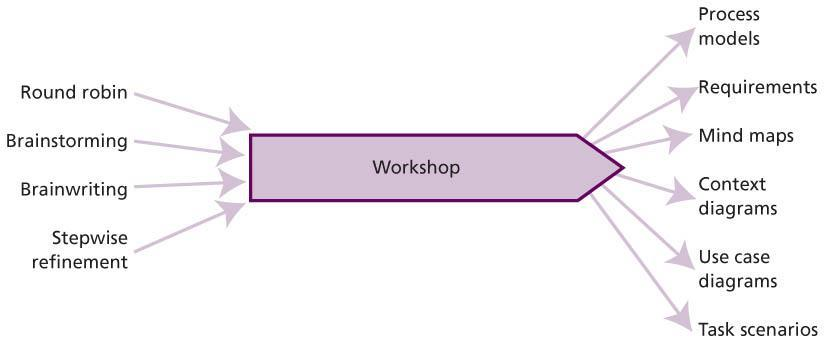 Round robin
Brainstorming
Brainwriting
Stepwise
refinement
Workshop
Process
models
Requirements
Mind maps
Context
diagrams
Use case
diagrams
Task scenarios